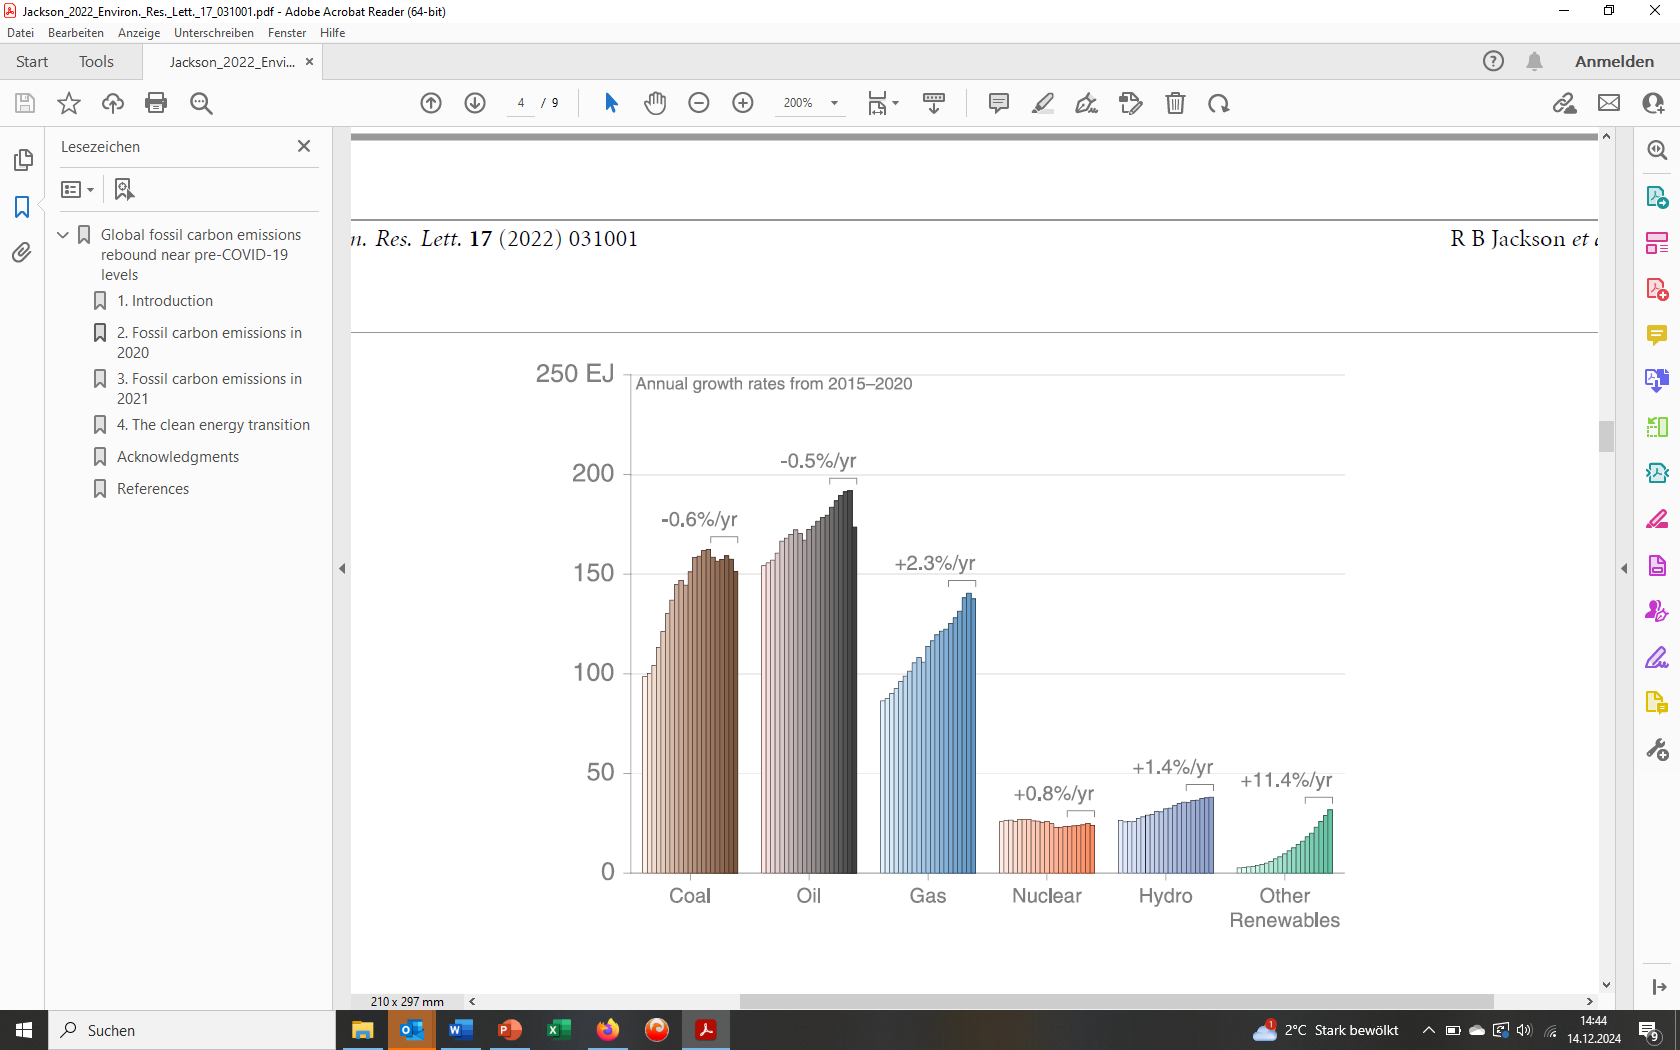 Jackson_2022_Environ._Res._Lett._17_031001.pdf - Adobe Acrobat Reader (64-bit)
Datei Bearbeiten Anzeige Unterschreiben Fenster Hilfe
Start Tools Jackson_2022_Envi... × Anmelden
4 / 9 200%
Lesezeichen
Global fossil carbon emissions
rebound near pre-COVID-19
levels
1. Introduction
2. Fossil carbon emissions in
2020
3. Fossil carbon emissions in
2021
4. The clean energy transition
Acknowledgments
References
n. Res. Lett. 17 (2022) 031001 R B Jackson et
250 EJ
Annual growth rates from 2015–2020
200
-0.5%/yr
-0.6%/yr
+2.3%/yr
150
100
50
+1.4%/yr
+11.4%/yr
+0.8%/yr
0
Coal Oil Gas Nuclear Hydro Other
Renewables
210 x 297 mm
Suchen
1
2°C Stark bewölkt
14:44
14.12.2024
9